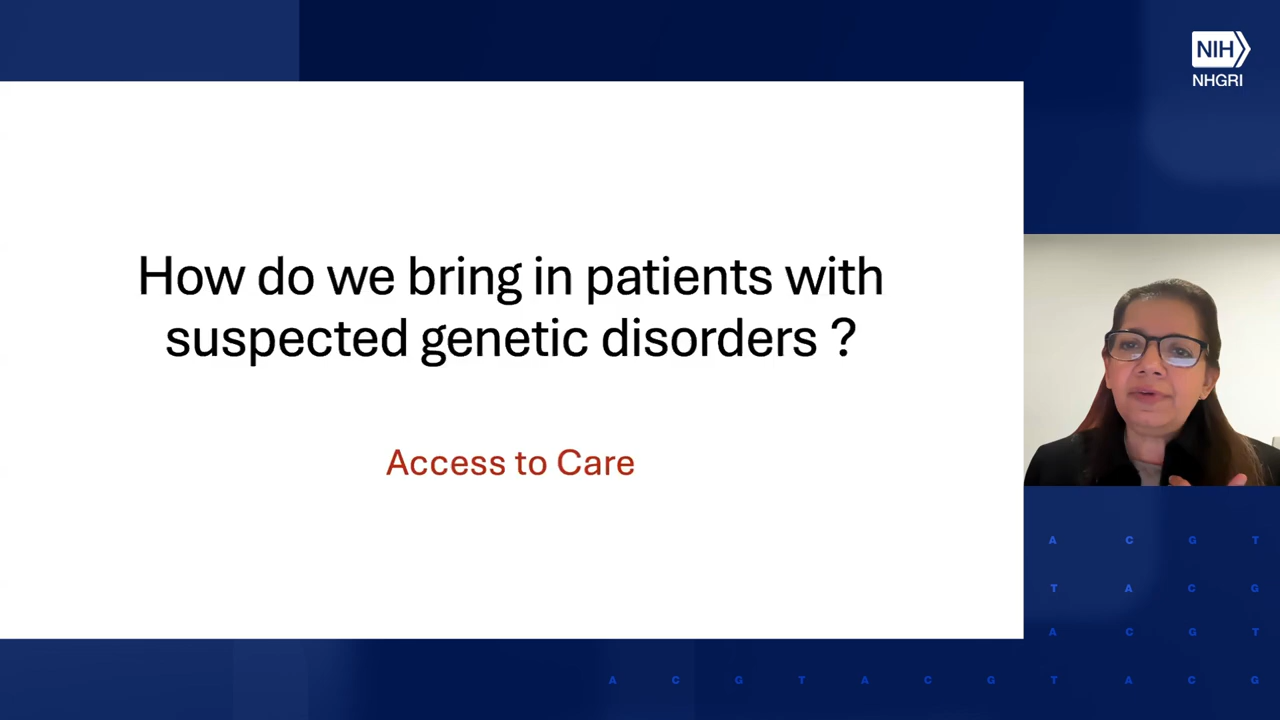 NIH
NHGRI
How do we bring in patients with
suspected genetic disorders ?
Access to Care
A C G T
T A C G
A C G T
A C G T A C G T A C G